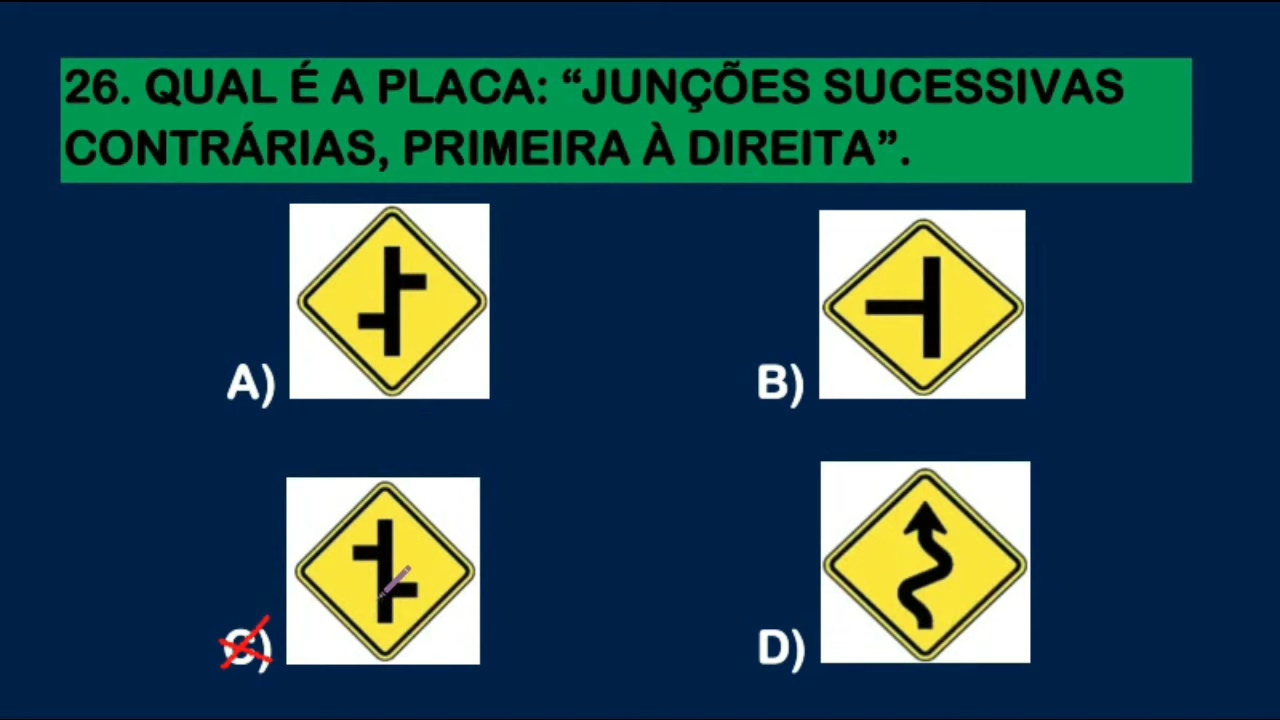 26. QUAL É A PLACA: “JUNÇÕES SUCESSIVAS
CONTRÁRIAS, PRIMEIRA À DIREITA”.
A)
B)
C)
D)